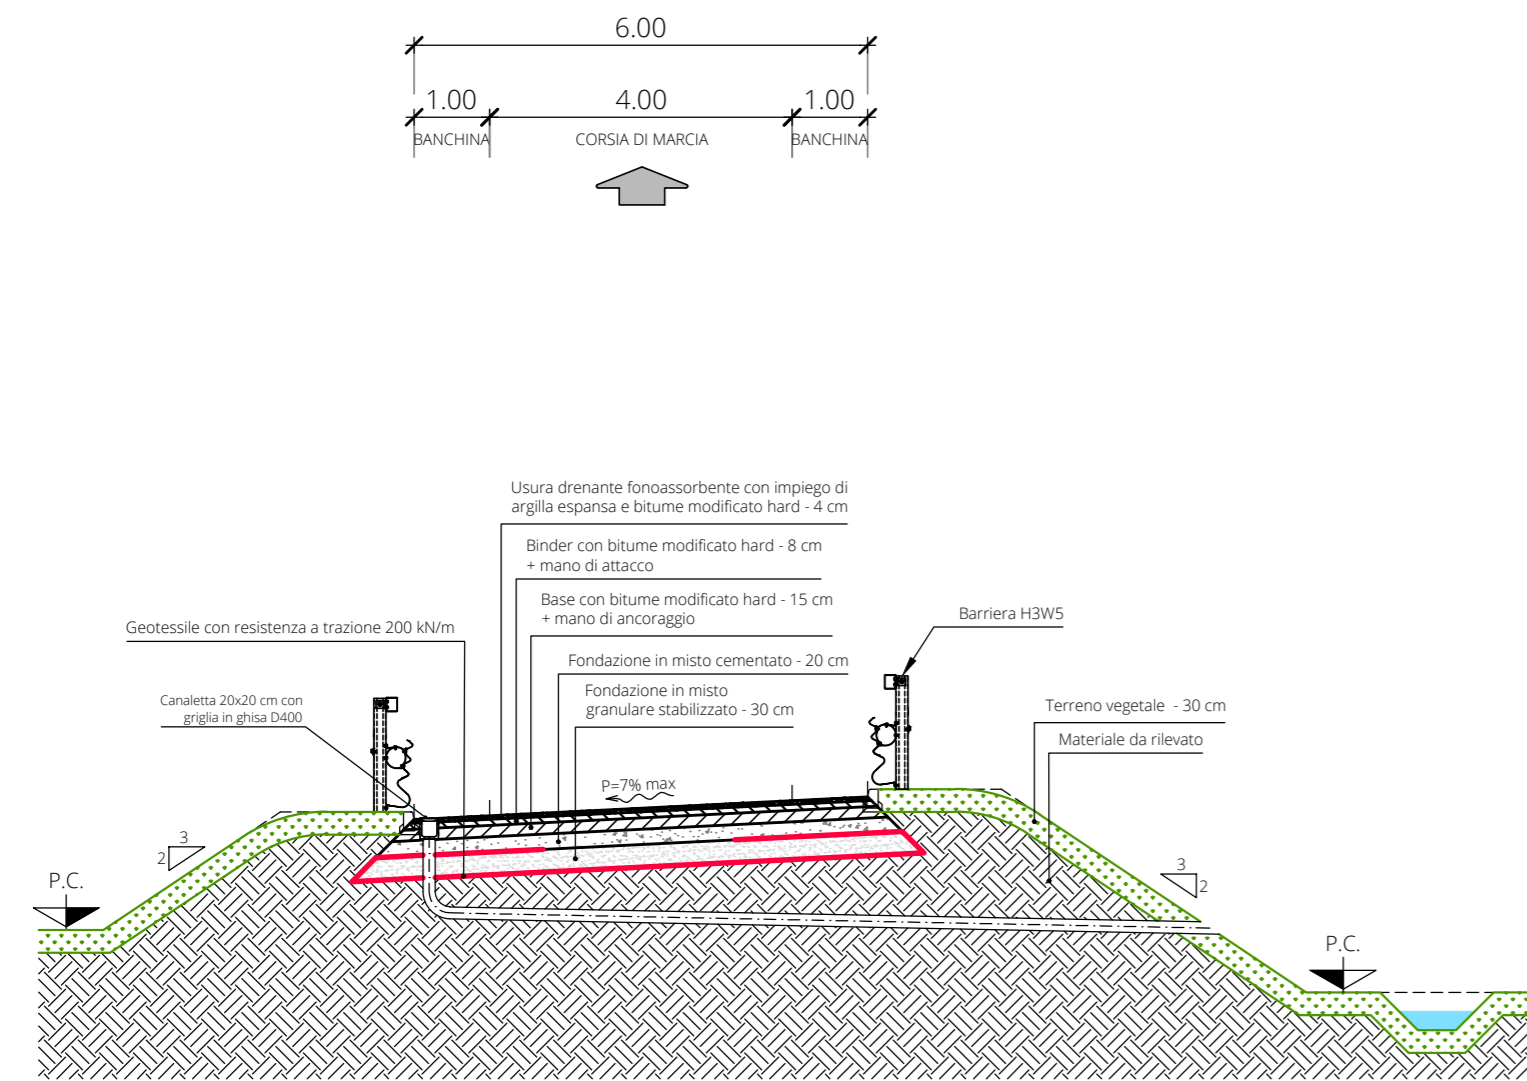 6.00
1.00
4.00
1.00
BANCHINA
CORSIA DI MARCIA
BANCHINA
Usura drenante fonoassorbente con impiego di
argilla espansa e bitume modificato hard - 4 cm
Binder con bitume modificato hard - 8 cm
+ mano di attacco
Base con bitume modificato hard - 15 cm
+ mano di ancoraggio
Geotessile con resistenza a trazione 200 kN/m
Barriera H3W5
Fondazione in misto cementato - 20 cm
Fondazione in misto
granulare stabilizzato - 30 cm
Canaletta 20x20 cm con
griglia in ghisa D400
Terreno vegetale - 30 cm
Materiale da rilevato
P=7% max
3
2
3
2
P.C.
P.C.